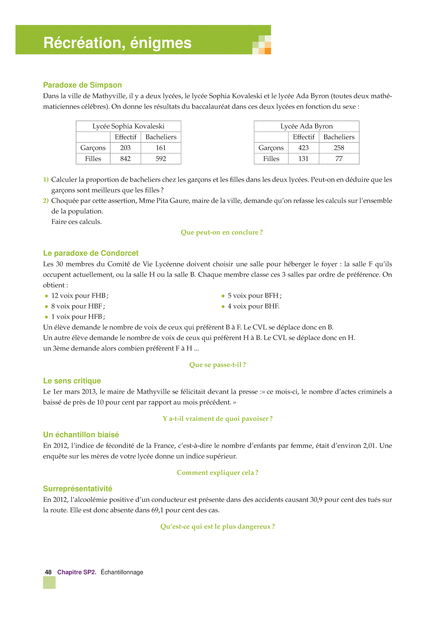 Récréation, énigmes
Paradoxe de Simpson
Dans la ville de Mathyville, il y a deux lycées, le lycée Sophia Kovaleski et le lycée Ada Byron (toutes deux mathé-
maticiennes célèbres). On donne les résultats du baccalauréat dans ces deux lycées en fonction du sexe :
Lycée Sophia Kovaleski
Effectif Bacheliers
Garçons 203 161
Filles 842 592
Lycée Ada Byron
Effectif Bacheliers
Garçons 423 258
Filles 131 77
1) Calculer la proportion de bacheliers chez les garçons et les filles dans les deux lycées. Peut-on en déduire que les
garçons sont meilleurs que les filles ?
2) Choquée par cette assertion, Mme Pita Gaure, maire de la ville, demande qu'on refasse les calculs sur l'ensemble
de la population.
Faire ces calculs.
Que peut-on en conclure ?
Le paradoxe de Condorcet
Les 30 membres du Comité de Vie Lycéenne doivent choisir une salle pour héberger le foyer : la salle F qu'ils
occupent actuellement, ou la salle H ou la salle B. Chaque membre classe ces 3 salles par ordre de préférence. On
obtient :
• 12 voix pour FHB ;
• 8 voix pour HBF ;
• 1 voix pour HFB ;
• 5 voix pour BFH ;
• 4 voix pour BHF.
Un élève demande le nombre de voix de ceux qui préfèrent B à F. Le CVL se déplace donc en B.
Un autre élève demande le nombre de voix de ceux qui préfèrent H à B. Le CVL se déplace donc en H.
un 3ème demande alors combien préfèrent F à H ...
Que se passe-t-il ?
Le sens critique
Le 1er mars 2013, le maire de Mathyville se félicitait devant la presse :« ce mois-ci, le nombre d'actes criminels a
baissé de près de 10 pour cent par rapport au mois précédent. »
Y a-t-il vraiment de quoi pavoiser ?
Un échantillon biaisé
En 2012, l'indice de fécondité de la France, c'est-à-dire le nombre d'enfants par femme, était d'environ 2,01. Une
enquête sur les mères de votre lycée donne un indice supérieur.
Comment expliquer cela ?
Surreprésentativité
En 2012, l'alcoolémie positive d'un conducteur est présente dans des accidents causant 30,9 pour cent des tués sur
la route. Elle est donc absente dans 69,1 pour cent des cas.
Qu'est-ce qui est le plus dangereux ?
48 Chapitre SP2. Échantillonnage